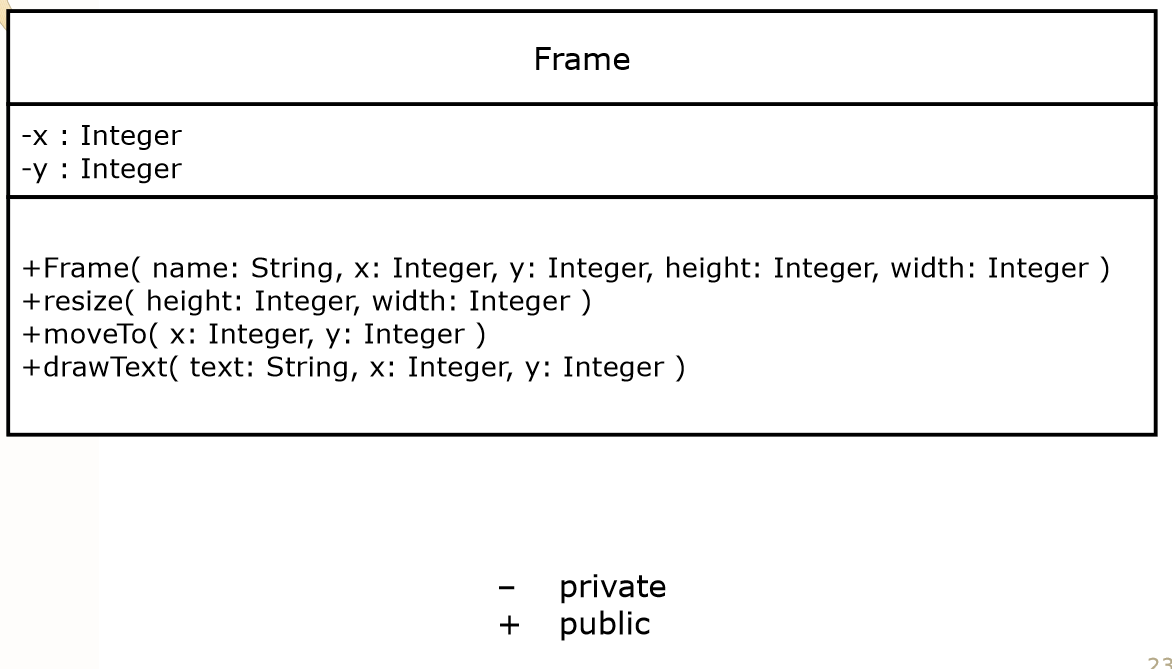 Frame
-x : Integer
-y : Integer
+Frame( name: String, x: Integer, y: Integer, height: Integer, width: Integer )
+resize( height: Integer, width: Integer )
+moveTo( x: Integer, y: Integer )
+drawText( text: String, x: Integer, y: Integer )
– private
+ public
23